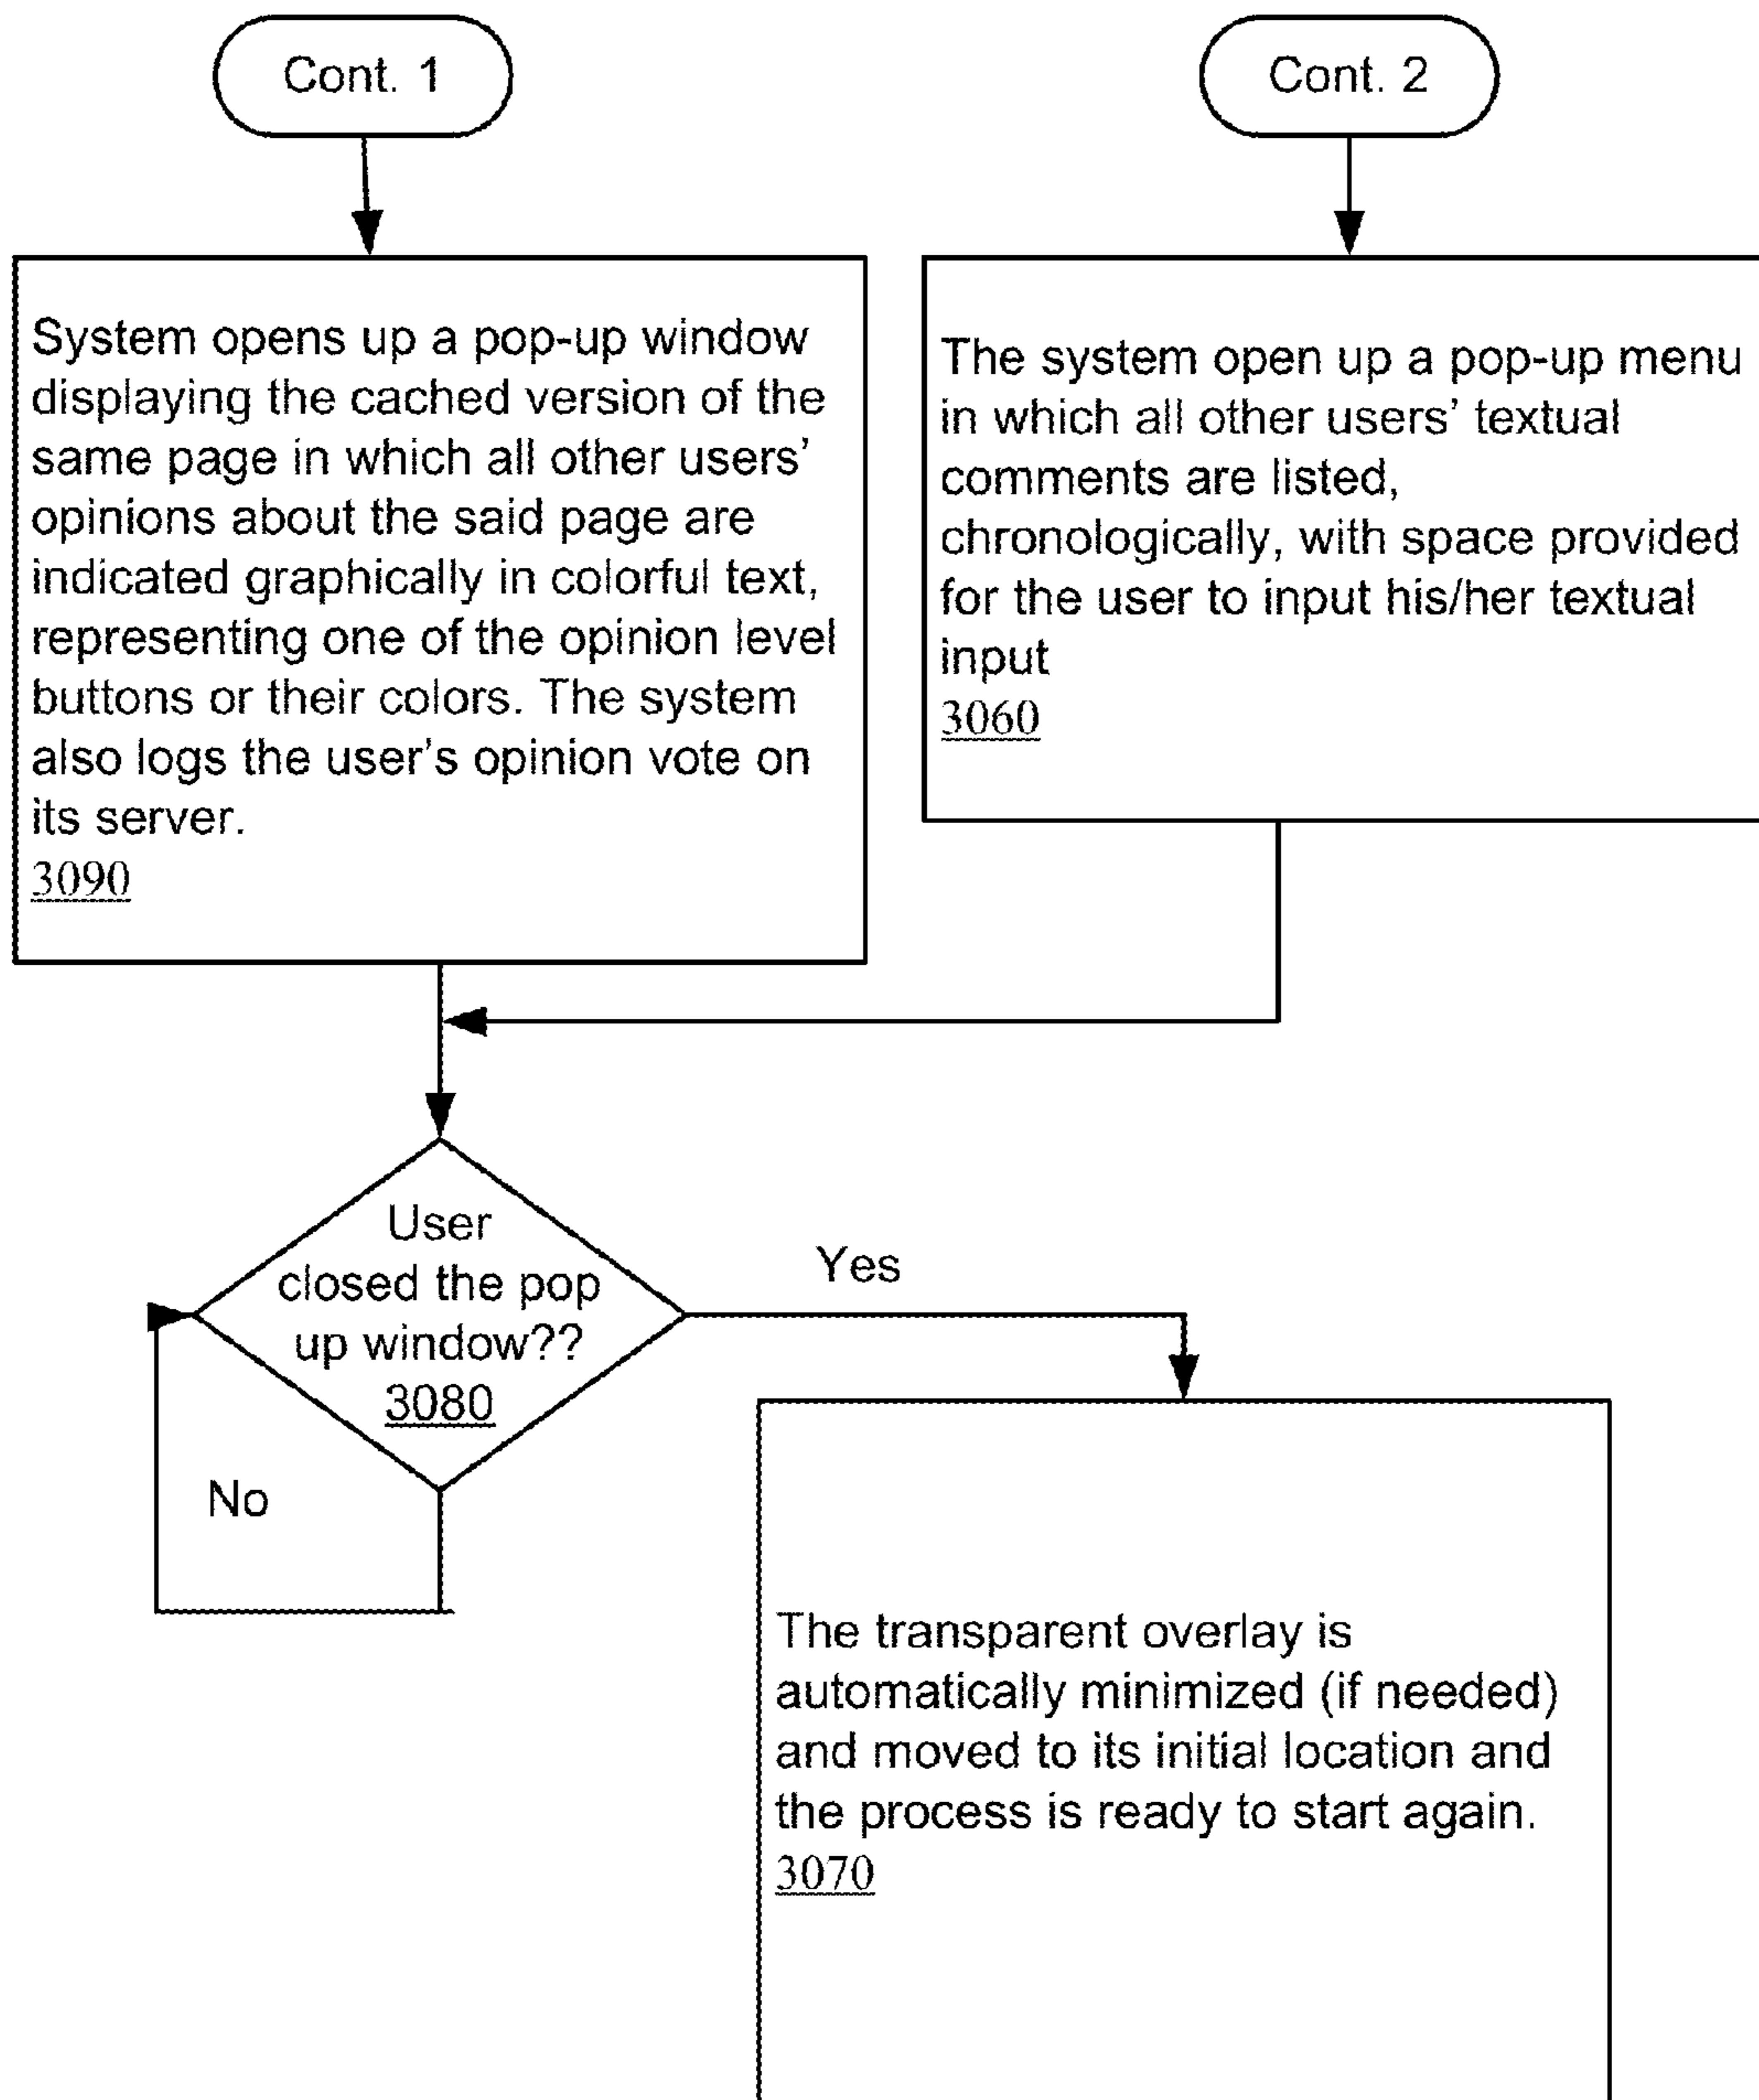 Cont. 1
Cont. 2
System opens up a pop-up window
displaying the cached version of the
same page in which all other users’
opinions about the said page are
indicated graphically in colorful text,
representing one of the opinion level
buttons or their colors. The system
also logs the user’s opinion vote on
its server.
3090
The system open up a pop-up menu
in which all other users’ textual
comments are listed,
chronologically, with space provided
for the user to input his/her textual
input
3060
User
closed the pop
up window??
3080
Yes
No
The transparent overlay is
automatically minimized (if needed)
and moved to its initial location and
the process is ready to start again.
3070